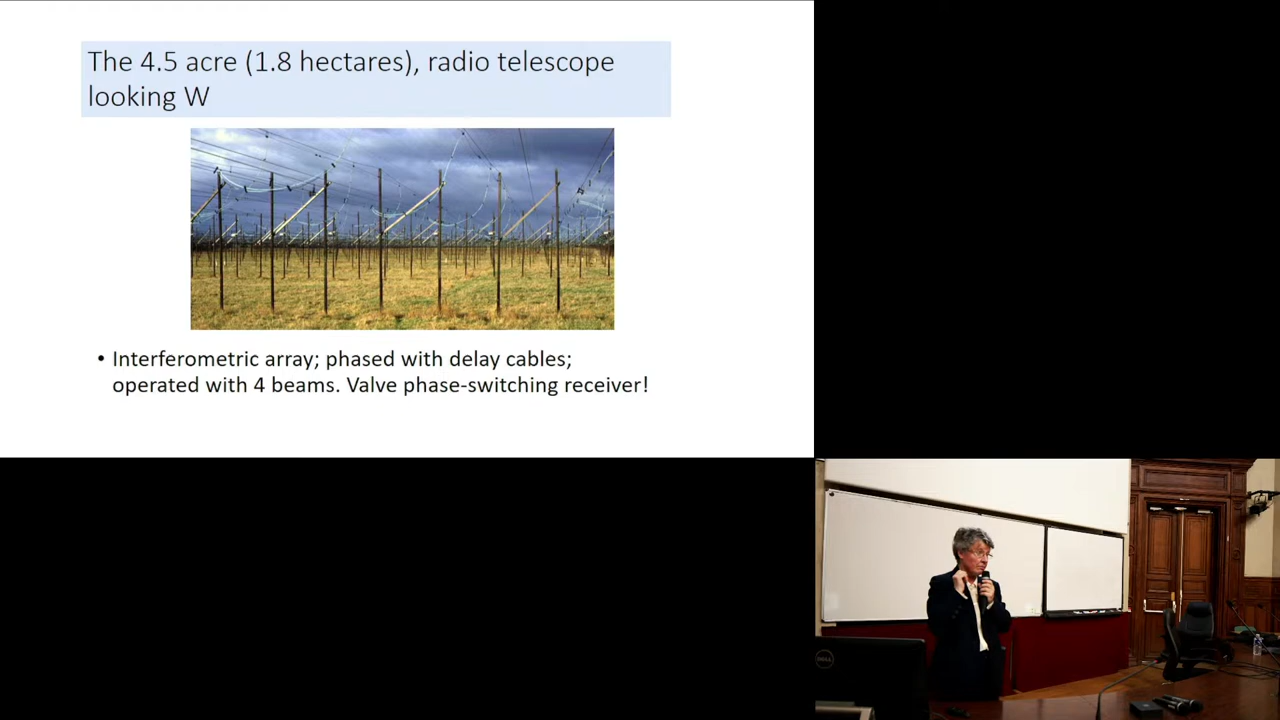 The 4.5 acre (1.8 hectares), radio telescope
looking W
• Interferometric array; phased with delay cables;
operated with 4 beams. Valve phase-switching receiver!
DELL